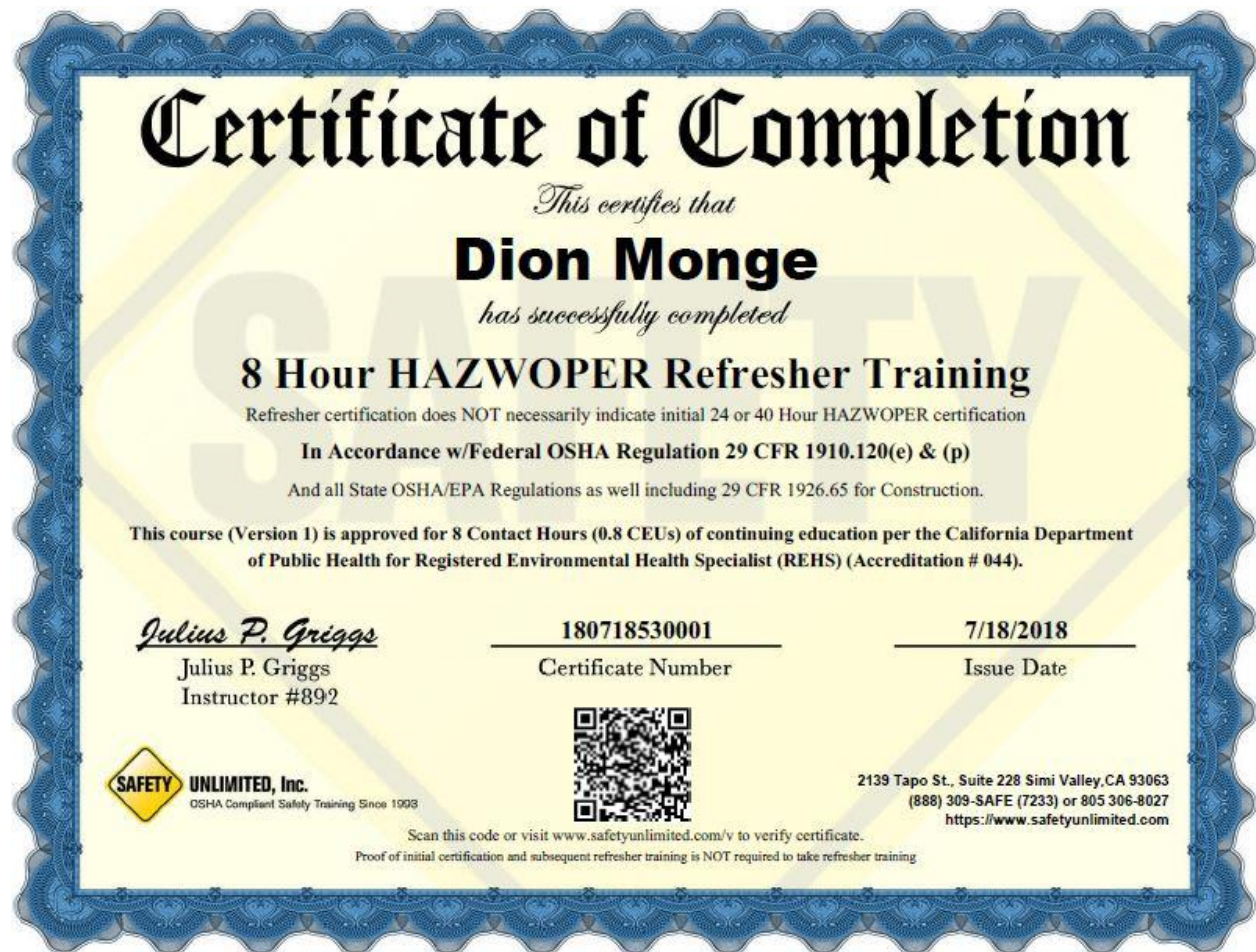 Certificate of Completion
This certifies that
Dion Monge
has successfully completed
8 Hour HAZWOPER Refresher Training
Refresher certification does NOT necessarily indicate initial 24 or 40 Hour HAZWOPER certification
In Accordance w/Federal OSHA Regulation 29 CFR 1910.120(e) & (p)
And all State OSHA/EPA Regulations as well including 29 CFR 1926.65 for Construction.
This course (Version 1) is approved for 8 Contact Hours (0.8 CEUs) of continuing education per the California Department
of Public Health for Registered Environmental Health Specialist (REHS) (Accreditation # 044).
Julius P. Griggs
Julius P. Griggs
Instructor #892
180718530001
Certificate Number
7/18/2018
Issue Date
SAFETY
SAFETY UNLIMITED, Inc.
OSHA Compliant Safety Training Since 1993
2139 Tapo St., Suite 228 Simi Valley,CA 93063
(888) 309-SAFE (7233) or 805 306-8027
https://www.safetyunlimited.com
Scan this code or visit www.safetyunlimited.com/v to verify certificate.
Proof of initial certification and subsequent refresher training is NOT required to take refresher training